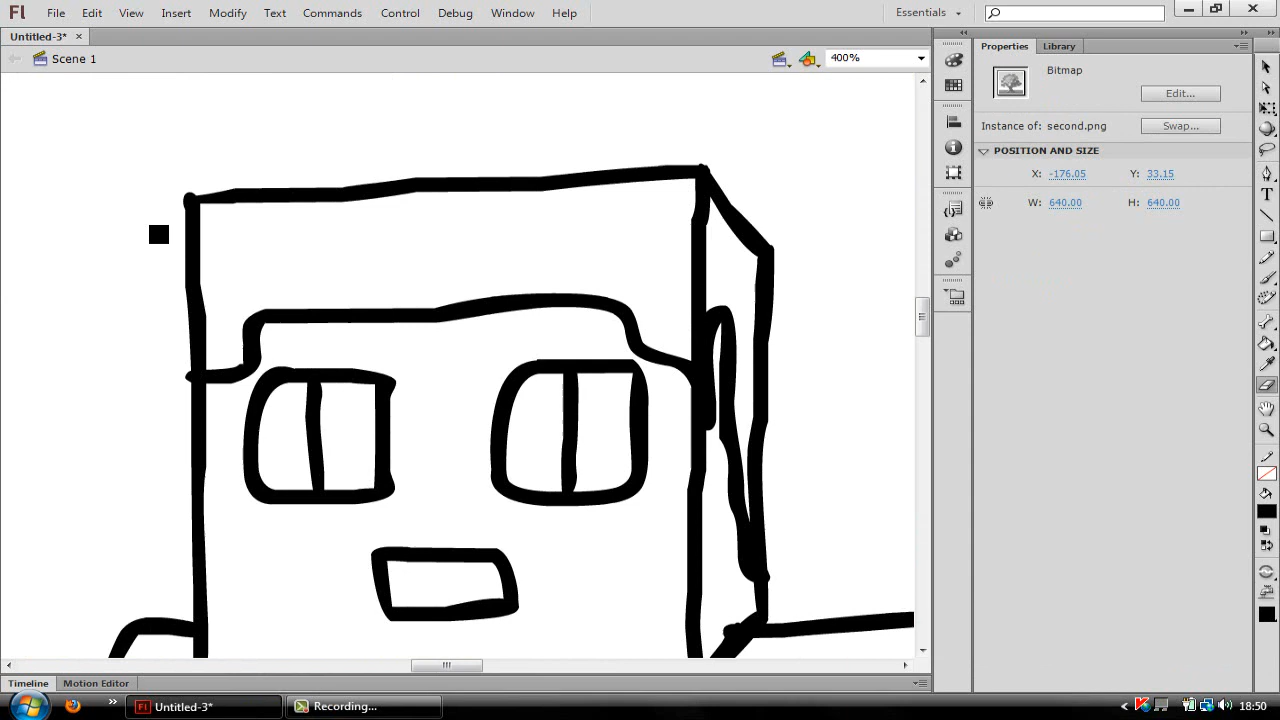 Fl File Edit View Insert Modify Text Commands Control Debug Window Help Essentials
Untitled-3* ×
Scene 1 400%
Properties Library
Bitmap
Edit...
Instance of: second.png Swap...
POSITION AND SIZE
X: -176.05 Y: 33.15
W: 640.00 H: 640.00
Timeline Motion Editor
Fl Untitled-3* Recording... 18:50